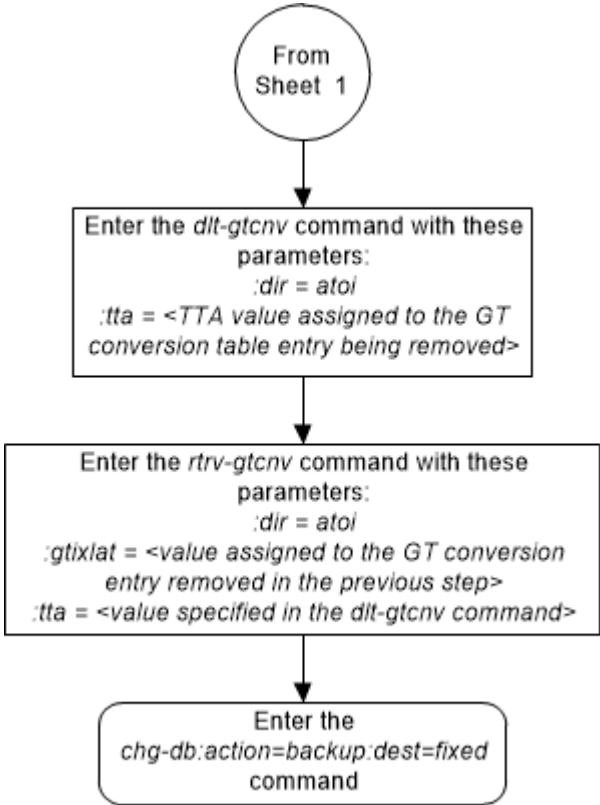 From
Sheet 1
Enter the dlt-gtcnv command with these
parameters:
:dir = atoi
:tta = <TTA value assigned to the GT
conversion table entry being removed>
Enter the rtrv-gtcnv command with these
parameters:
:dir = atoi
:gtixlat = <value assigned to the GT conversion
entry removed in the previous step>
:tta = <value specified in the dlt-gtcnv command>
Enter the
chg-db:action=backup:dest=fixed
command